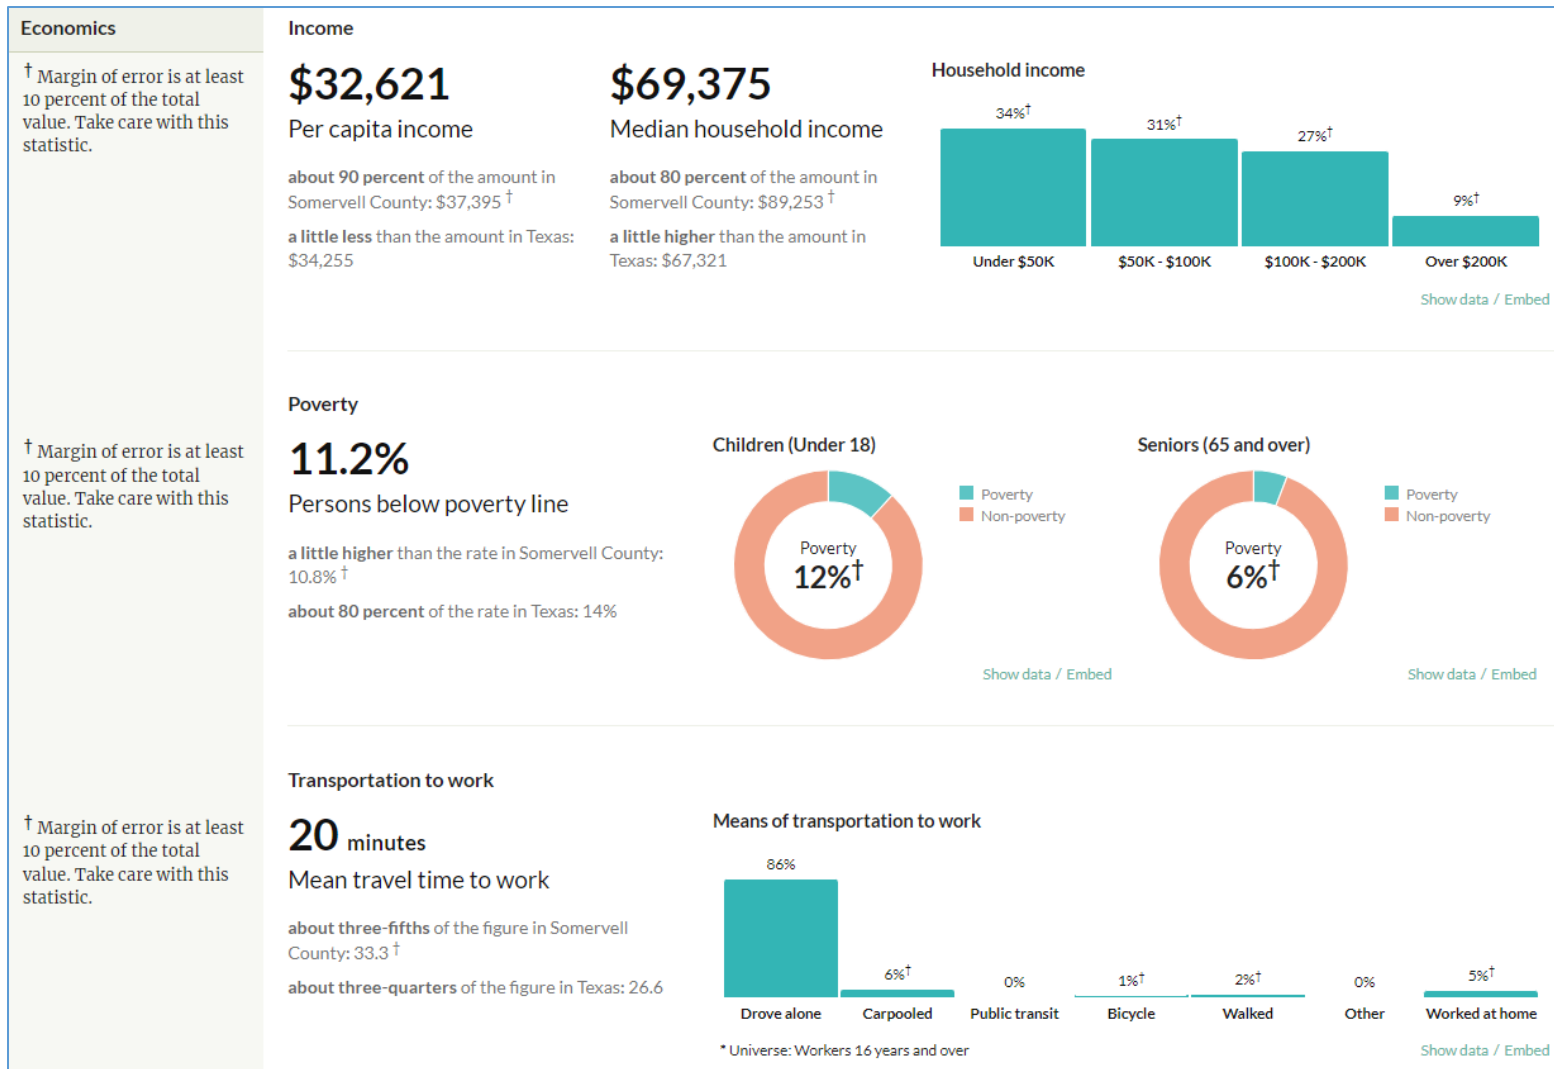 Economics
† Margin of error is at least
10 percent of the total
value. Take care with this
statistic.
Income
$32,621
Per capita income
about 90 percent of the amount in
Somervell County: $37,395 †
a little less than the amount in Texas:
$34,255
$69,375
Median household income
about 80 percent of the amount in
Somervell County: $89,253 †
a little higher than the amount in
Texas: $67,321
Household income
34%†
31%†
27%†
9%†
Under $50K
$50K - $100K
$100K - $200K
Over $200K
Show data / Embed
† Margin of error is at least
10 percent of the total
value. Take care with this
statistic.
Poverty
11.2%
Persons below poverty line
a little higher than the rate in Somervell County:
10.8% †
about 80 percent of the rate in Texas: 14%
Children (Under 18)
Poverty
12%†
Poverty
Non-poverty
Show data / Embed
Seniors (65 and over)
Poverty
6%†
Poverty
Non-poverty
Show data / Embed
† Margin of error is at least
10 percent of the total
value. Take care with this
statistic.
Transportation to work
20 minutes
Mean travel time to work
about three-fifths of the figure in Somervell
County: 33.3 †
about three-quarters of the figure in Texas: 26.6
Means of transportation to work
86%
6%†
0%
1%†
2%†
0%
5%†
Drove alone
Carpooled
Public transit
Bicycle
Walked
Other
Worked at home
* Universe: Workers 16 years and over
Show data / Embed